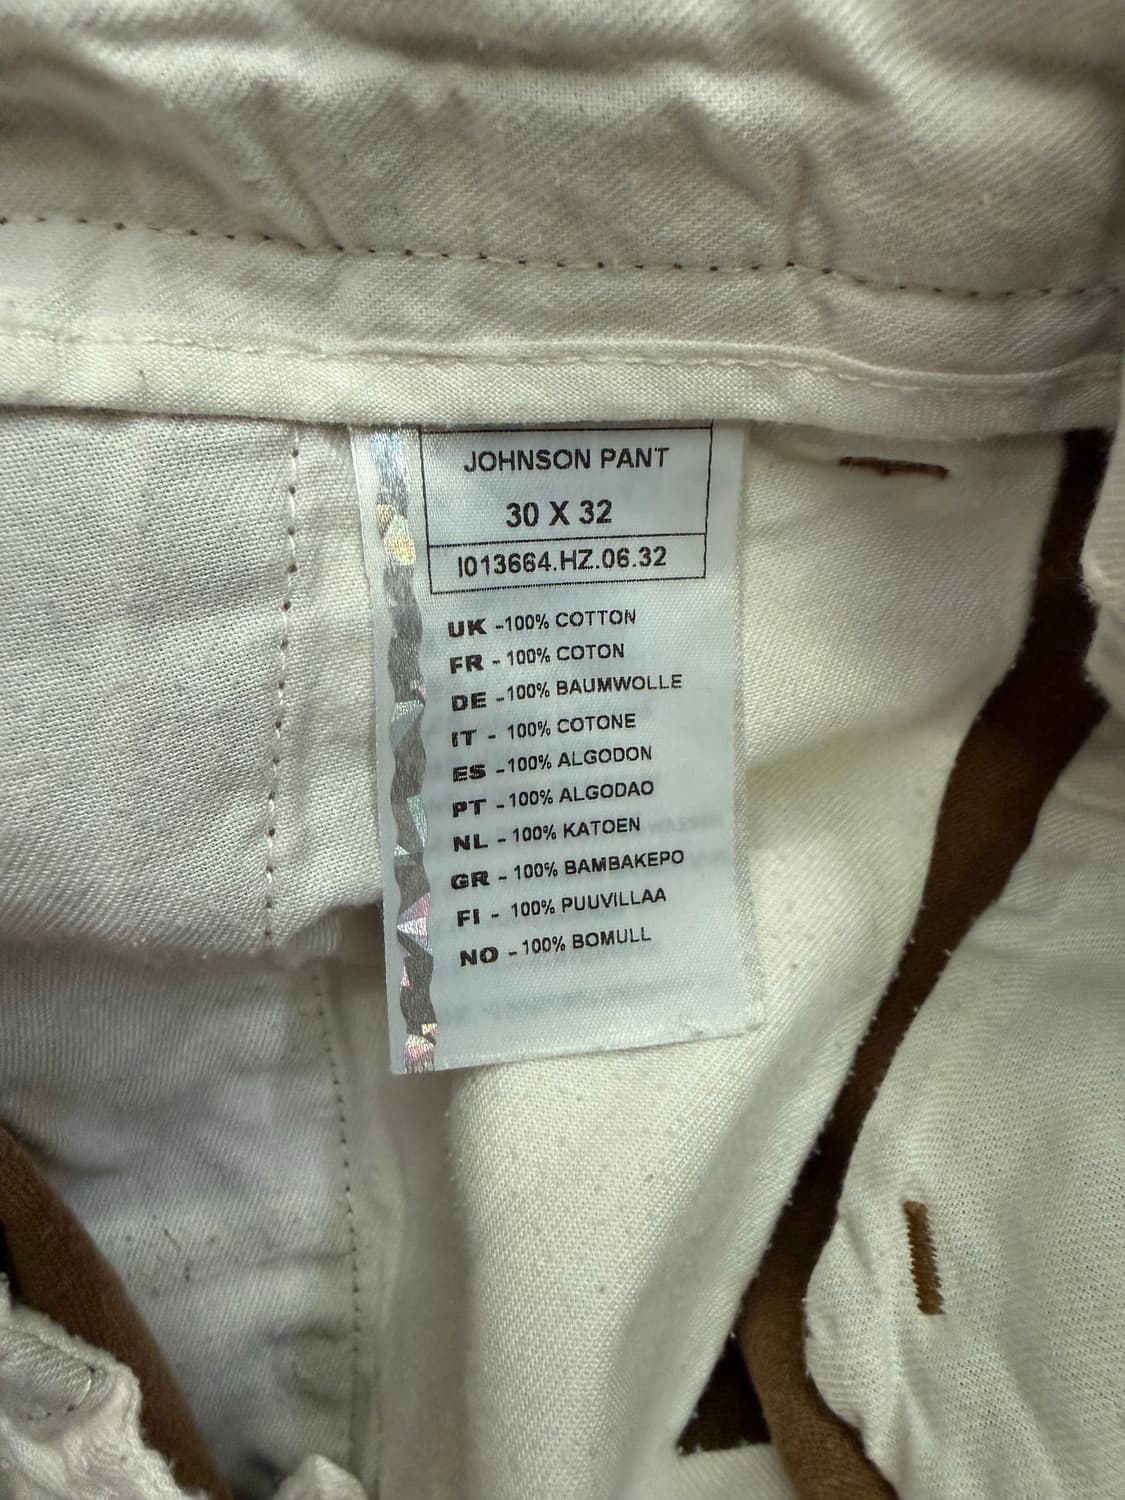 JOHNSON PANT
30 X 32
I013664.HZ.06.32
UK -100% COTTON
FR - 100% COTON
DE -100% BAUMWOLLE
IT - 100% COTONE
ES -100% ALGODON
PT -100% ALGODAO
NL - 100% KATOEN
GR - 100% BAMBAKEPO
FI - 100% PUUVILLAA
NO -100% BOMULL